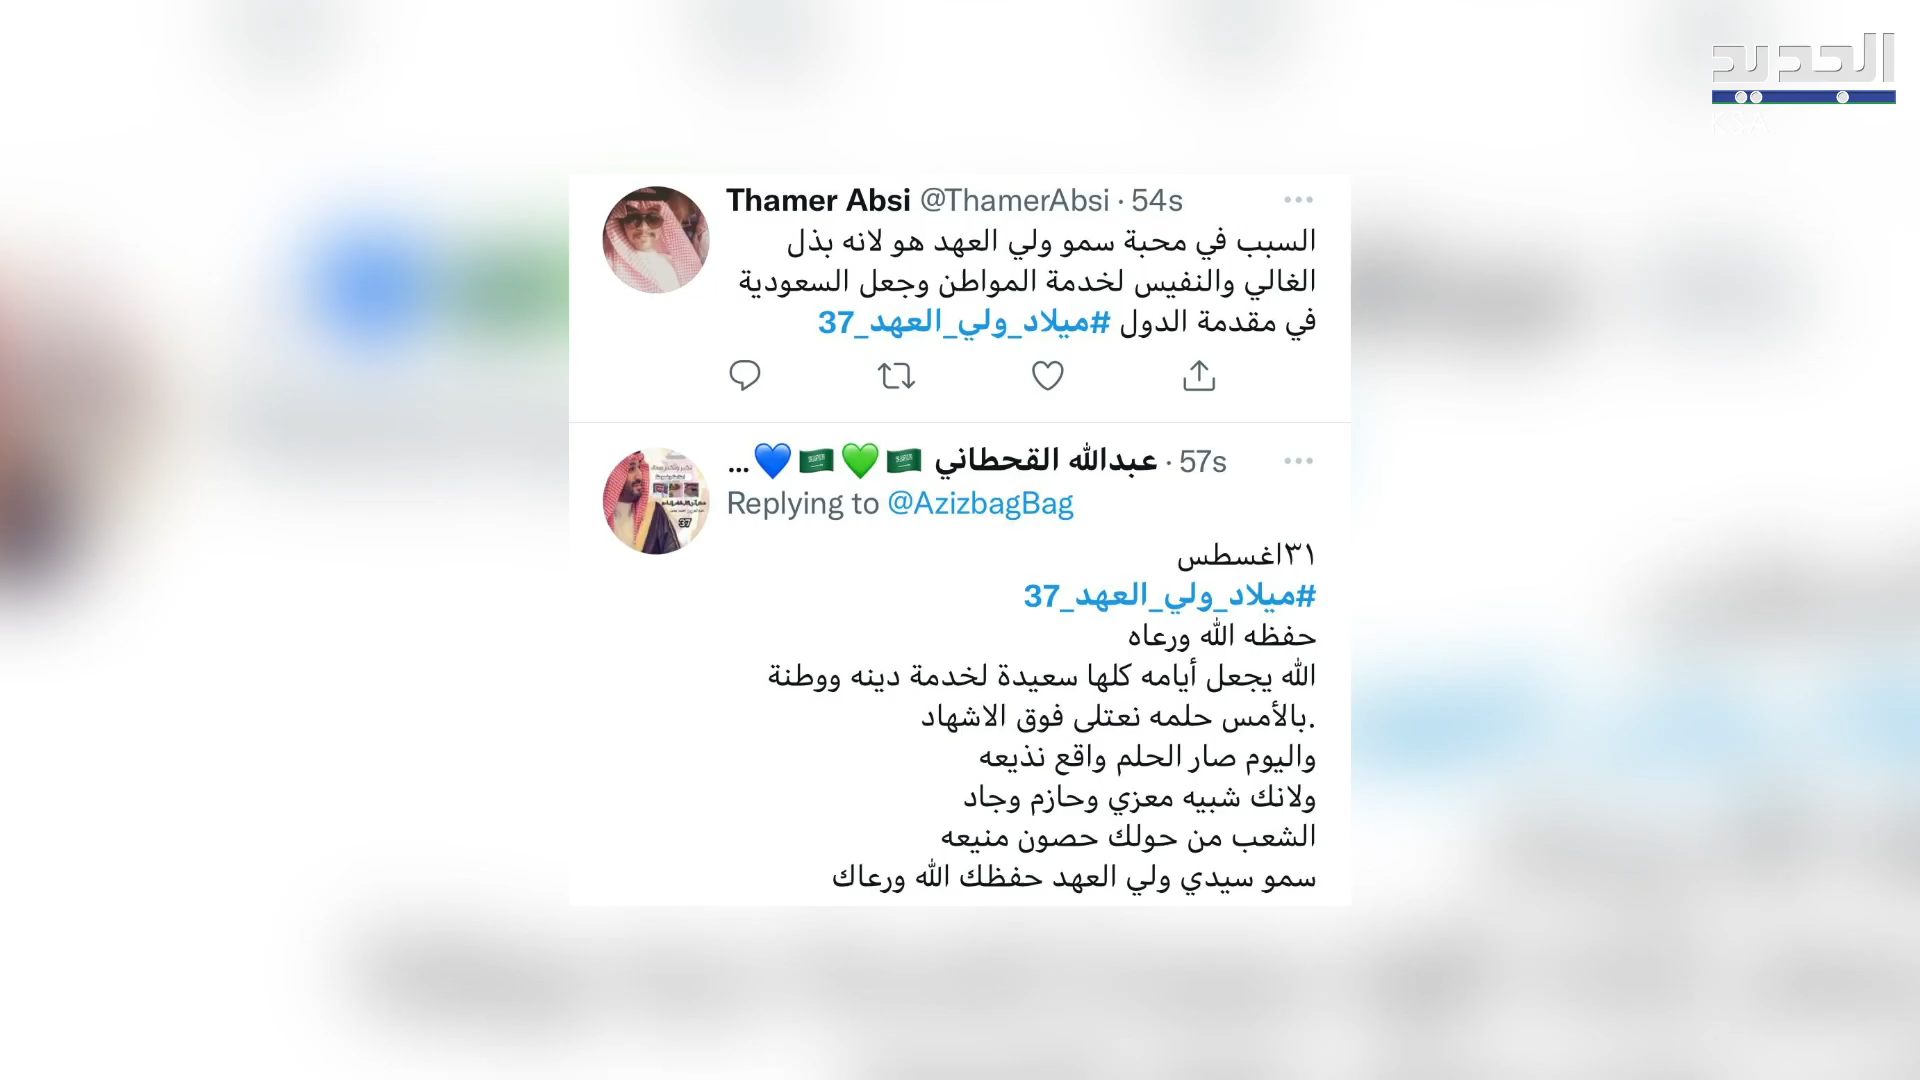 الجديد
Thamer Absi @ThamerAbsi · 54s
السبب في محبة سمو ولي العهد هو لانه بذل
الغالي والنفيس لخدمة المواطن وجعل السعودية
في مقدمة الدول #ميلاد_ولي_العهد_37
عبدالله القحطاني 🇸🇦💚🇸🇦💙... · 57s
Replying to @AzizbagBag
٣١اغسطس
#ميلاد_ولي_العهد_37
حفظه الله ورعاه
الله يجعل أيامه كلها سعيدة لخدمة دينه ووطنة
.بالأمس حلمه نعتلى فوق الاشهاد
واليوم صار الحلم واقع نذيعه
ولانك شبيه معزي وحازم وجاد
الشعب من حولك حصون منيعه
سمو سيدي ولي العهد حفظك الله ورعاك